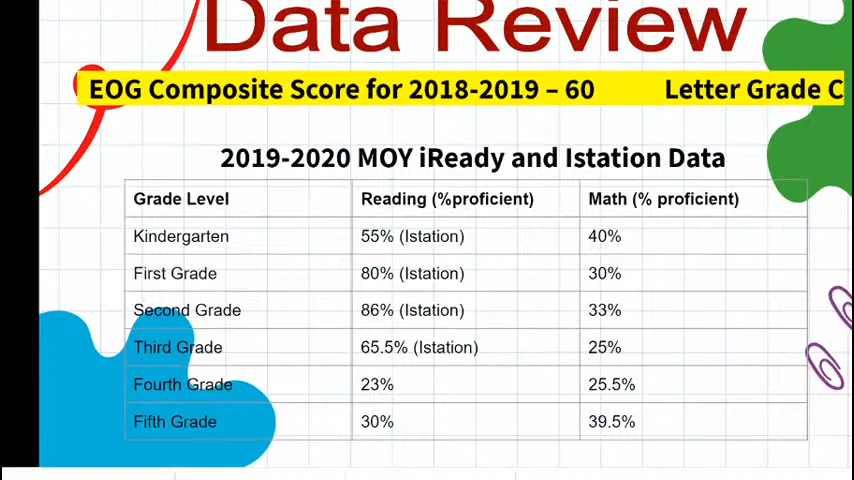 Data Review
EOG Composite Score for 2018-2019 – 60 Letter Grade C
2019-2020 MOY iReady and Istation Data
Grade Level Reading (%proficient) Math (% proficient)
Kindergarten 55% (Istation) 40%
First Grade 80% (Istation) 30%
Second Grade 86% (Istation) 33%
Third Grade 65.5% (Istation) 25%
Fourth Grade 23% 25.5%
Fifth Grade 30% 39.5%